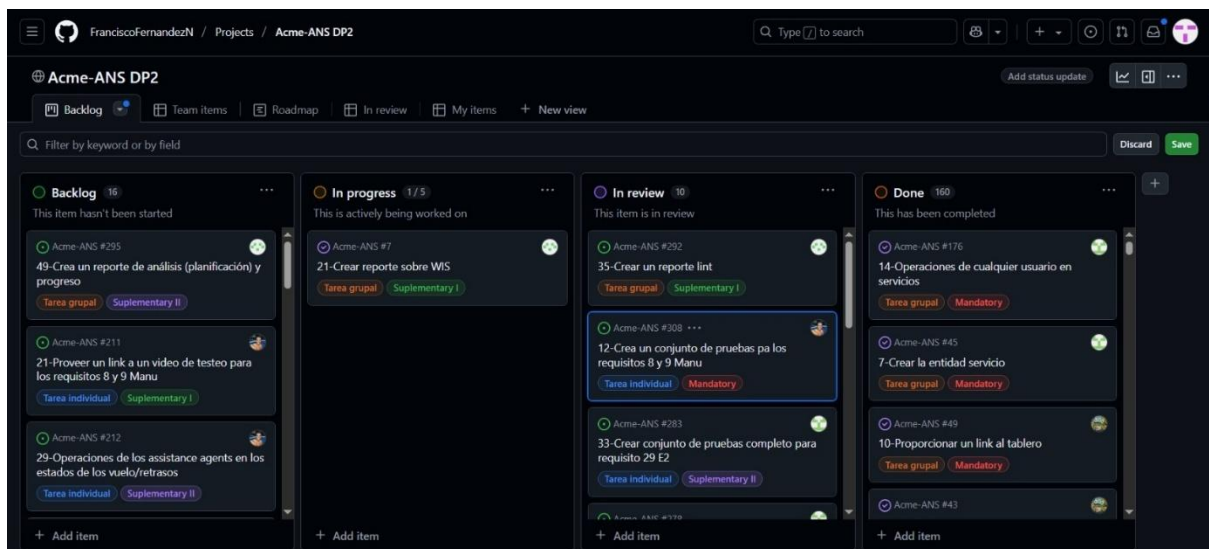 FranciscoFernandezN / Projects / Acme-ANS DP2
Type / to search
Acme-ANS DP2
Add status update
Backlog
Team items
Roadmap
In review
My items
+ New view
Filter by keyword or by field
Discard
Save
Backlog 16
This item hasn't been started
Acme-ANS #295
49-Crea un reporte de análisis (planificación) y
progreso
Tarea grupal Suplementary II
Acme-ANS #211
21-Proveer un link a un video de testeo para
los requisitos 8 y 9 Manu
Tarea individual Suplementary I
Acme-ANS #212
29-Operaciones de los assistance agents en los
estados de los vuelo/retrasos
Tarea individual Suplementary II
+ Add item
In progress 1 / 5
This is actively being worked on
Acme-ANS #7
21-Crear reporte sobre WIS
Tarea grupal Suplementary I
+ Add item
In review 10
This item is in review
Acme-ANS #292
35-Crear un reporte lint
Tarea grupal Suplementary I
Acme-ANS #308
12-Crea un conjunto de pruebas pa los
requisitos 8 y 9 Manu
Tarea individual Mandatory
Acme-ANS #283
33-Crear conjunto de pruebas completo para
requisito 29 E2
Tarea individual Suplementary II
Acme-ANS #278
+ Add item
Done 160
This has been completed
Acme-ANS #176
14-Operaciones de cualquier usuario en
servicios
Tarea grupal Mandatory
Acme-ANS #45
7-Crear la entidad servicio
Tarea grupal Mandatory
Acme-ANS #49
10-Proporcionar un link al tablero
Tarea grupal Mandatory
Acme-ANS #43
+ Add item